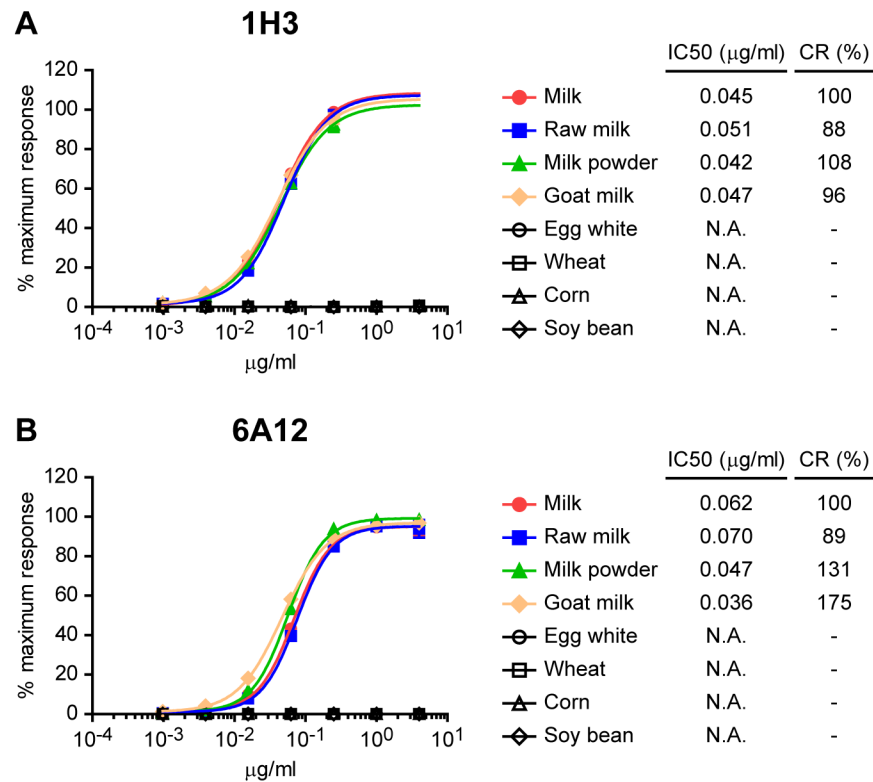 A 1H3
IC50 (μg/ml) CR (%)
120
100
80
60
40
20
0
% maximum response
10-4 10-3 10-2 10-1 100 101
μg/ml
Milk 0.045 100
Raw milk 0.051 88
Milk powder 0.042 108
Goat milk 0.047 96
Egg white N.A. -
Wheat N.A. -
Corn N.A. -
Soy bean N.A. -
B 6A12
IC50 (μg/ml) CR (%)
120
100
80
60
40
20
0
% maximum response
10-4 10-3 10-2 10-1 100 101
μg/ml
Milk 0.062 100
Raw milk 0.070 89
Milk powder 0.047 131
Goat milk 0.036 175
Egg white N.A. -
Wheat N.A. -
Corn N.A. -
Soy bean N.A. -